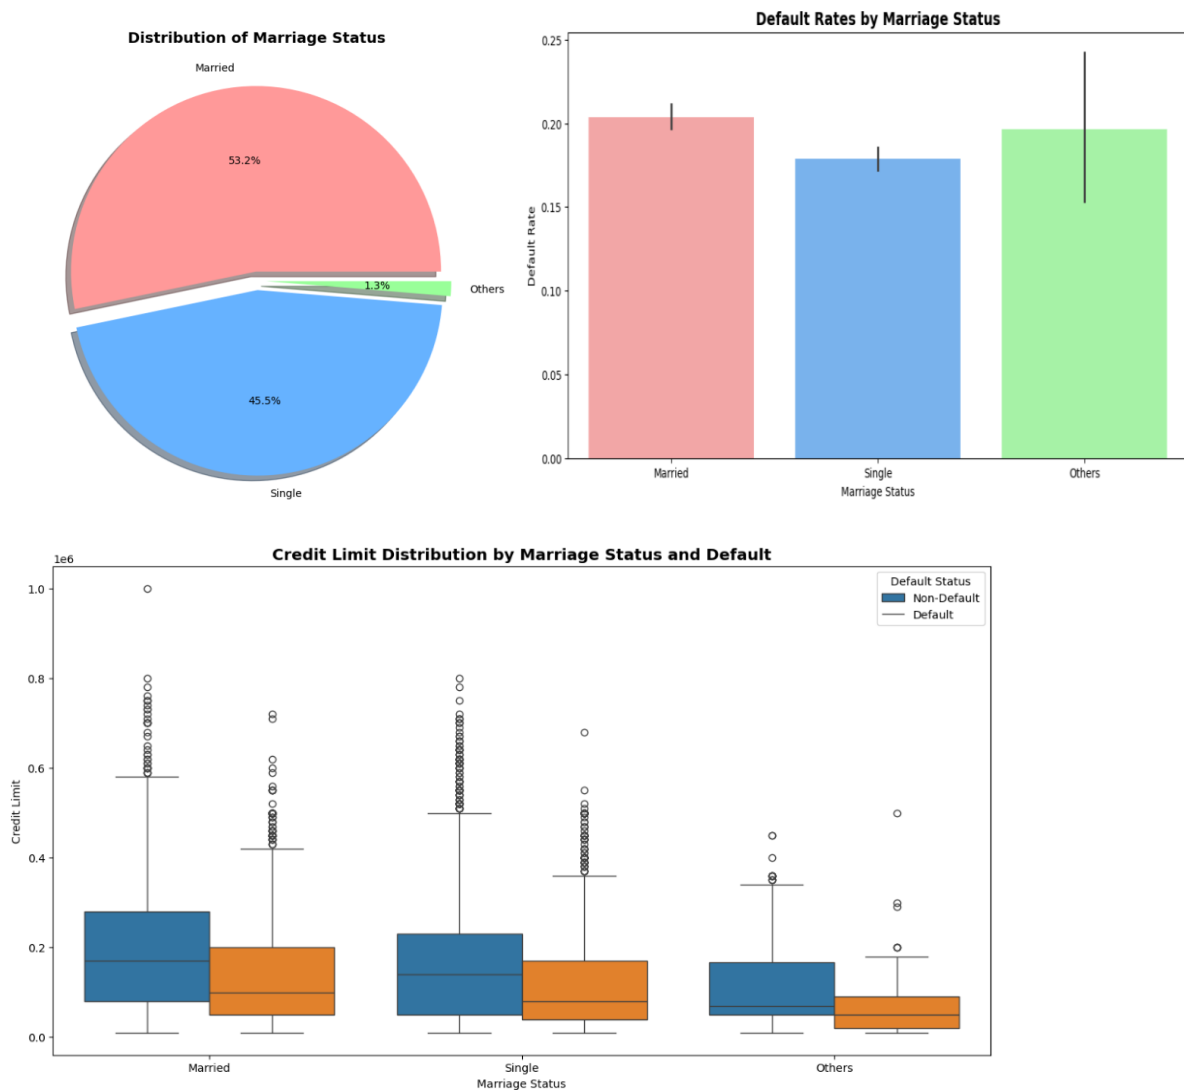 Distribution of Marriage Status
Married
53.2%
1.3%
Others
45.5%
Single
Default Rates by Marriage Status
0.25
0.20
0.15
0.10
0.05
0.00
Default Rate
Married
Single
Others
Marriage Status
Credit Limit Distribution by Marriage Status and Default
1e6
1.0
0.8
0.6
0.4
0.2
0.0
Credit Limit
Default Status
Non-Default
Default
Married
Single
Others
Marriage Status